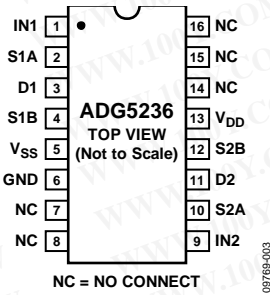 IN1 1
S1A 2
D1 3
S1B 4
VSS 5
GND 6
NC 7
NC 8
ADG5236
TOP VIEW
(Not to Scale)
16 NC
15 NC
14 NC
13 VDD
12 S2B
11 D2
10 S2A
9 IN2
NC = NO CONNECT
09769-003